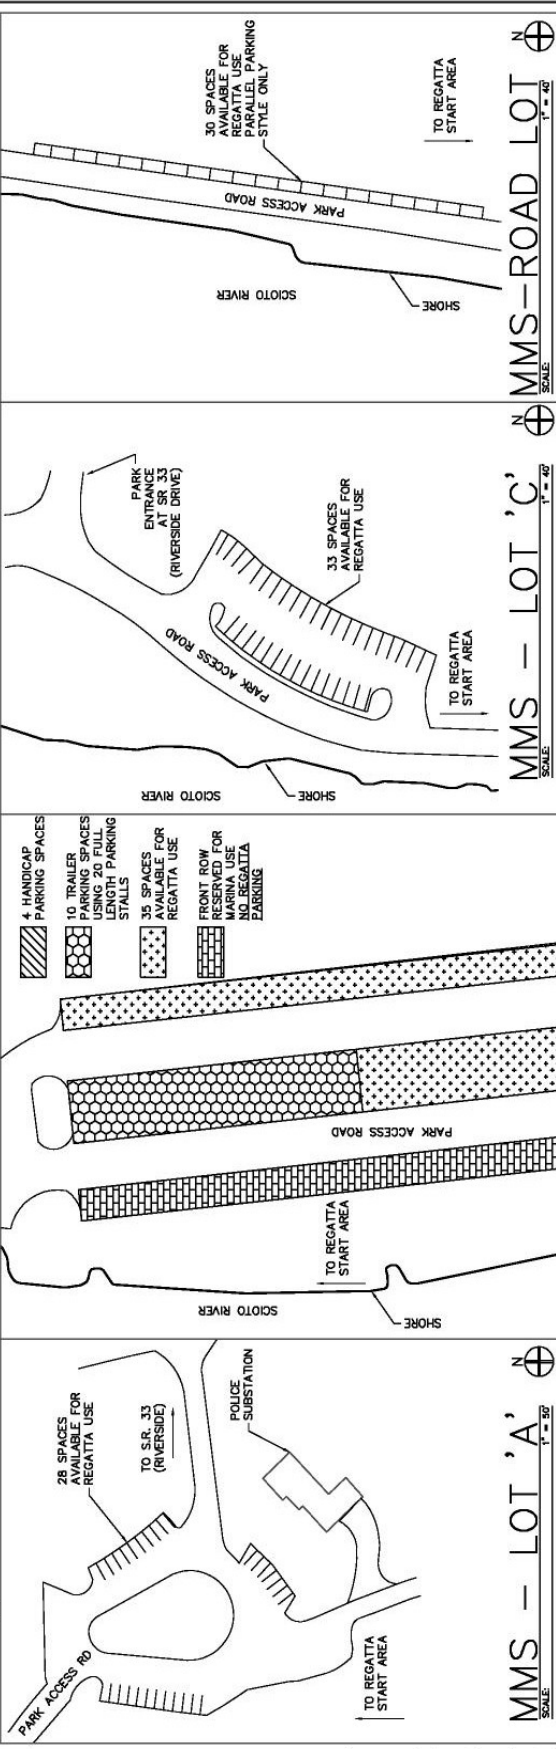 30 SPACES
AVAILABLE FOR
REGATTA USE
PARALLEL PARKING
STYLE ONLY
PARK ACCESS ROAD
TO REGATTA
START AREA
SCIOTO RIVER
SHORE
MMS-ROAD LOT
SCALE: 1" = 40'
N
PARK
ENTRANCE
AT SR 33
(RIVERSIDE DRIVE)
33 SPACES
AVAILABLE FOR
REGATTA USE
PARK ACCESS ROAD
TO REGATTA
START AREA
SCIOTO RIVER
SHORE
MMS - LOT 'C'
SCALE: 1" = 40'
N
4 HANDICAP
PARKING SPACES
10 TRAILER
PARKING SPACES
USING 20 FULL
LENGTH PARKING
STALLS
35 SPACES
AVAILABLE FOR
REGATTA USE
FRONT ROW
RESERVED FOR
MARINA USE
NO REGATTA
PARKING
PARK ACCESS ROAD
TO REGATTA
START AREA
SCIOTO RIVER
SHORE
28 SPACES
AVAILABLE FOR
REGATTA USE
TO S.R. 33
(RIVERSIDE)
POLICE
SUBSTATION
PARK ACCESS RD
TO REGATTA
START AREA
MMS - LOT 'A'
SCALE: 1" = 50'
N